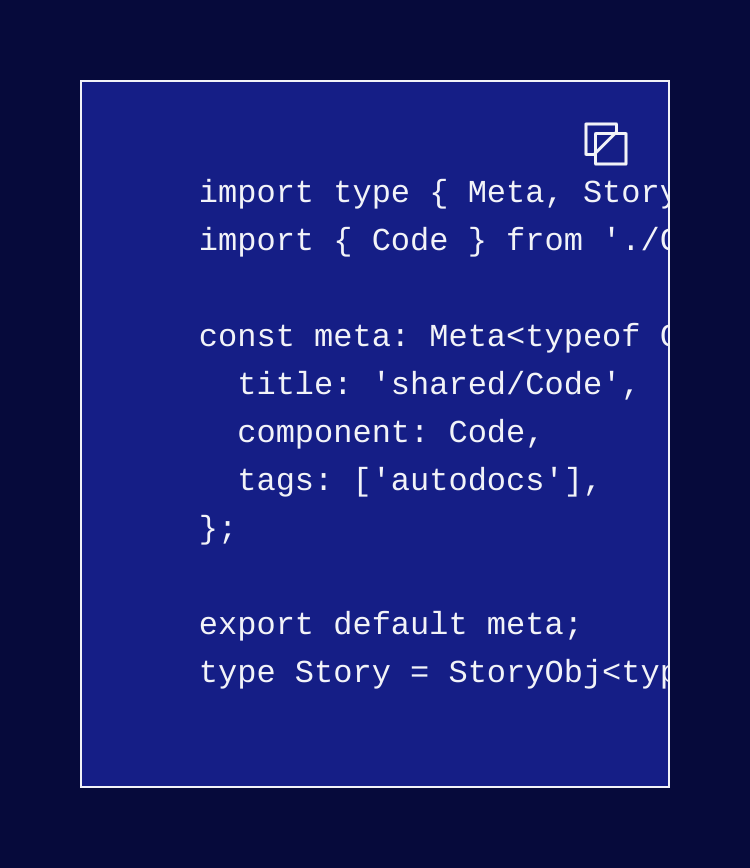 import type { Meta, Story
import { Code } from './

const meta: Meta<typeof
  title: 'shared/Code',
  component: Code,
  tags: ['autodocs'],
};

export default meta;
type Story = StoryObj<typ